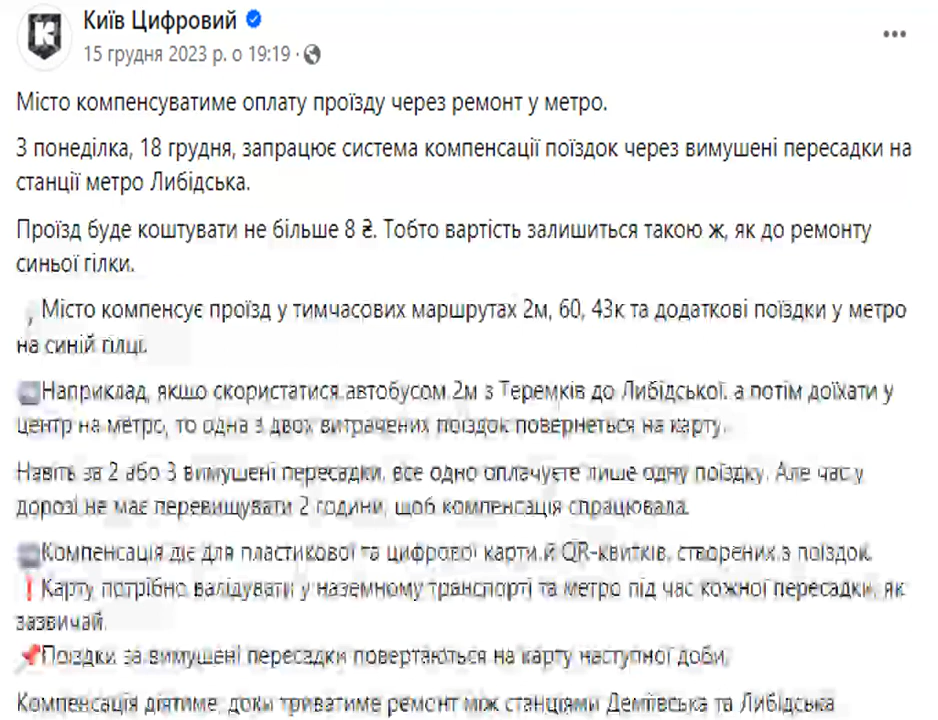 Київ Цифровий
15 грудня 2023 р. о 19:19 ·
Місто компенсуватиме оплату проїзду через ремонт у метро.
З понеділка, 18 грудня, запрацює система компенсації поїздок через вимушені пересадки на
станції метро Либідська.
Проїзд буде коштувати не більше 8 ₴. Тобто вартість залишиться такою ж, як до ремонту
синьої гілки.
Місто компенсує проїзд у тимчасових маршрутах 2м, 60, 43к та додаткові поїздки у метро
на синій гілці.
Наприклад, якщо скористатися автобусом 2м з Теремків до Либідської, а потім доїхати у
центр на метро, то одна з двох витрачених поїздок повернеться на карту.
Навіть за 2 або 3 вимушені пересадки, все одно оплачуєте лише одну поїздку. Але час у
дорозі не має перевищувати 2 години, щоб компенсація спрацювала.
Компенсація діє для пластикової та цифрової карти й QR-квитків, створених з поїздок.
❗Карту потрібно валідувати у наземному транспорті та метро під час кожної пересадки, як
зазвичай.
📌Поїздки за вимушені пересадки повертаються на карту наступної доби.
Компенсація діятиме, доки триватиме ремонт між станціями Деміївська та Либідська